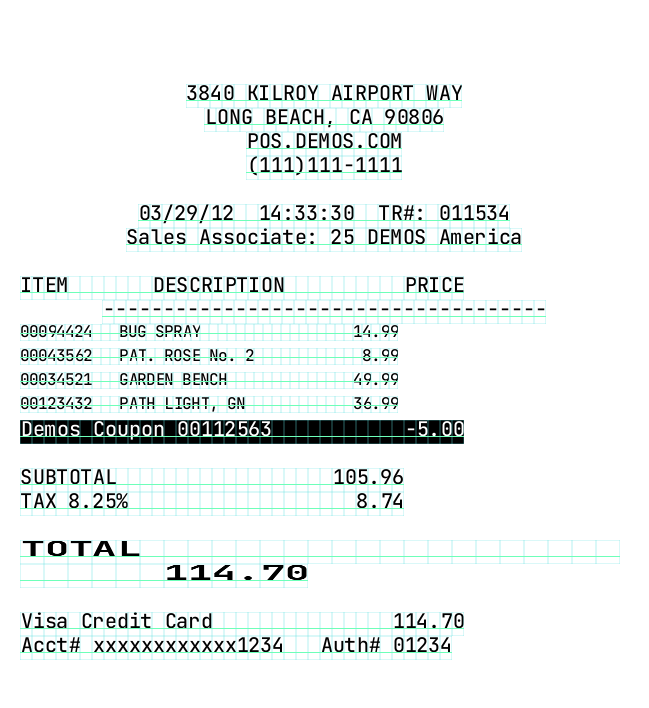 3840 KILROY AIRPORT WAY
LONG BEACH, CA 90806
POS.DEMOS.COM
(111)111-1111
03/29/12  14:33:30  TR#: 011534
Sales Associate: 25 DEMOS America
ITEM       DESCRIPTION          PRICE
-------------------------------------
00094424   BUG SPRAY                 14.99
00043562   PAT. ROSE No. 2            8.99
00034521   GARDEN BENCH              49.99
00123432   PATH LIGHT, GN            36.99
Demos Coupon 00112563           -5.00
SUBTOTAL                  105.96
TAX 8.25%                   8.74
TOTAL
114.70
Visa Credit Card               114.70
Acct# xxxxxxxxxxxx1234   Auth# 01234